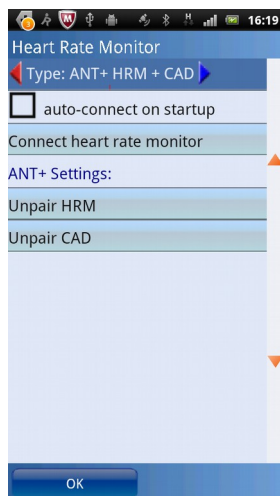 H
16:19
Heart Rate Monitor
Type: ANT+ HRM + CAD
auto-connect on startup
Connect heart rate monitor
ANT+ Settings:
Unpair HRM
Unpair CAD
OK